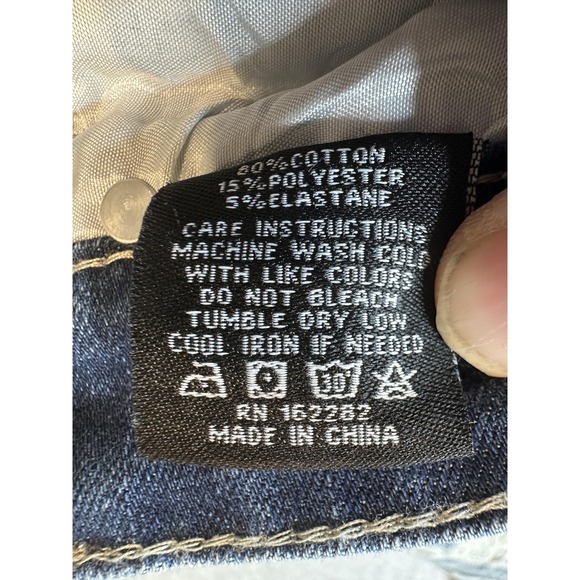 80%COTTON
15%POLYESTER
5%ELASTANE
CARE INSTRUCTIONS
MACHINE WASH COLD
WITH LIKE COLORS
DO NOT BLEACH
TUMBLE DRY LOW
COOL IRON IF NEEDED
30°
RN 162282
MADE IN CHINA